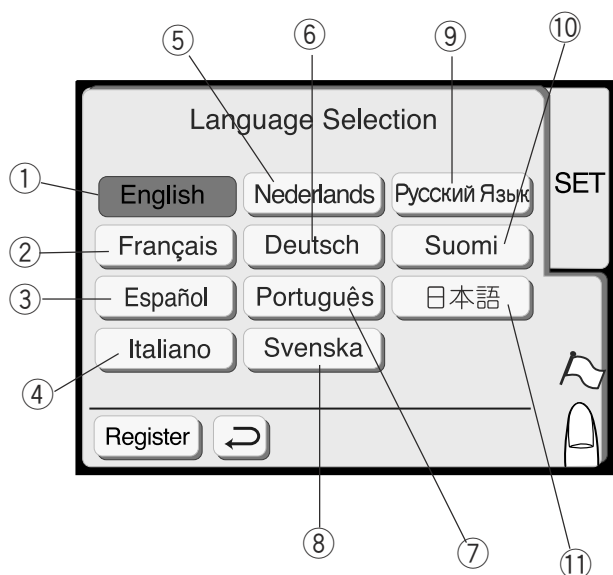 ⑤ ⑥ ⑨ ⑩
Language Selection
① English Nederlands Русский Язык SET
② Français Deutsch Suomi
③ Español Português 日本語
④ Italiano Svenska
Register
⑧ ⑦ ⑪